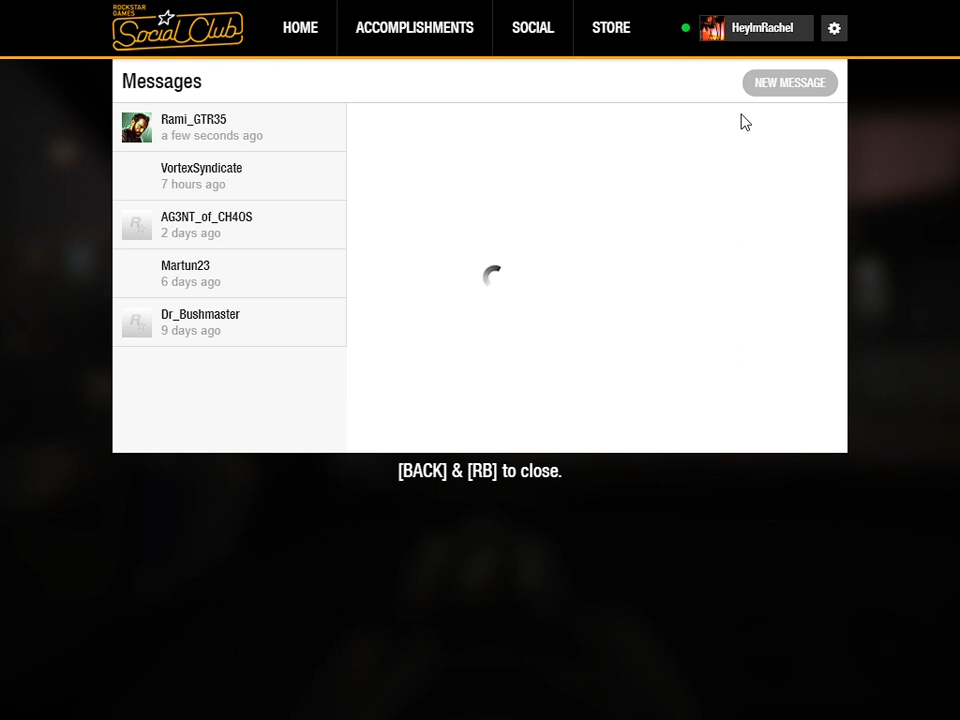 ROCKSTAR
GAMES
Social Club
HOME
ACCOMPLISHMENTS
SOCIAL
STORE
HeyImRachel
Messages
NEW MESSAGE
Rami_GTR35
a few seconds ago
VortexSyndicate
7 hours ago
R
AG3NT_of_CH4OS
2 days ago
Martun23
6 days ago
R
Dr_Bushmaster
9 days ago
[BACK] & [RB] to close.